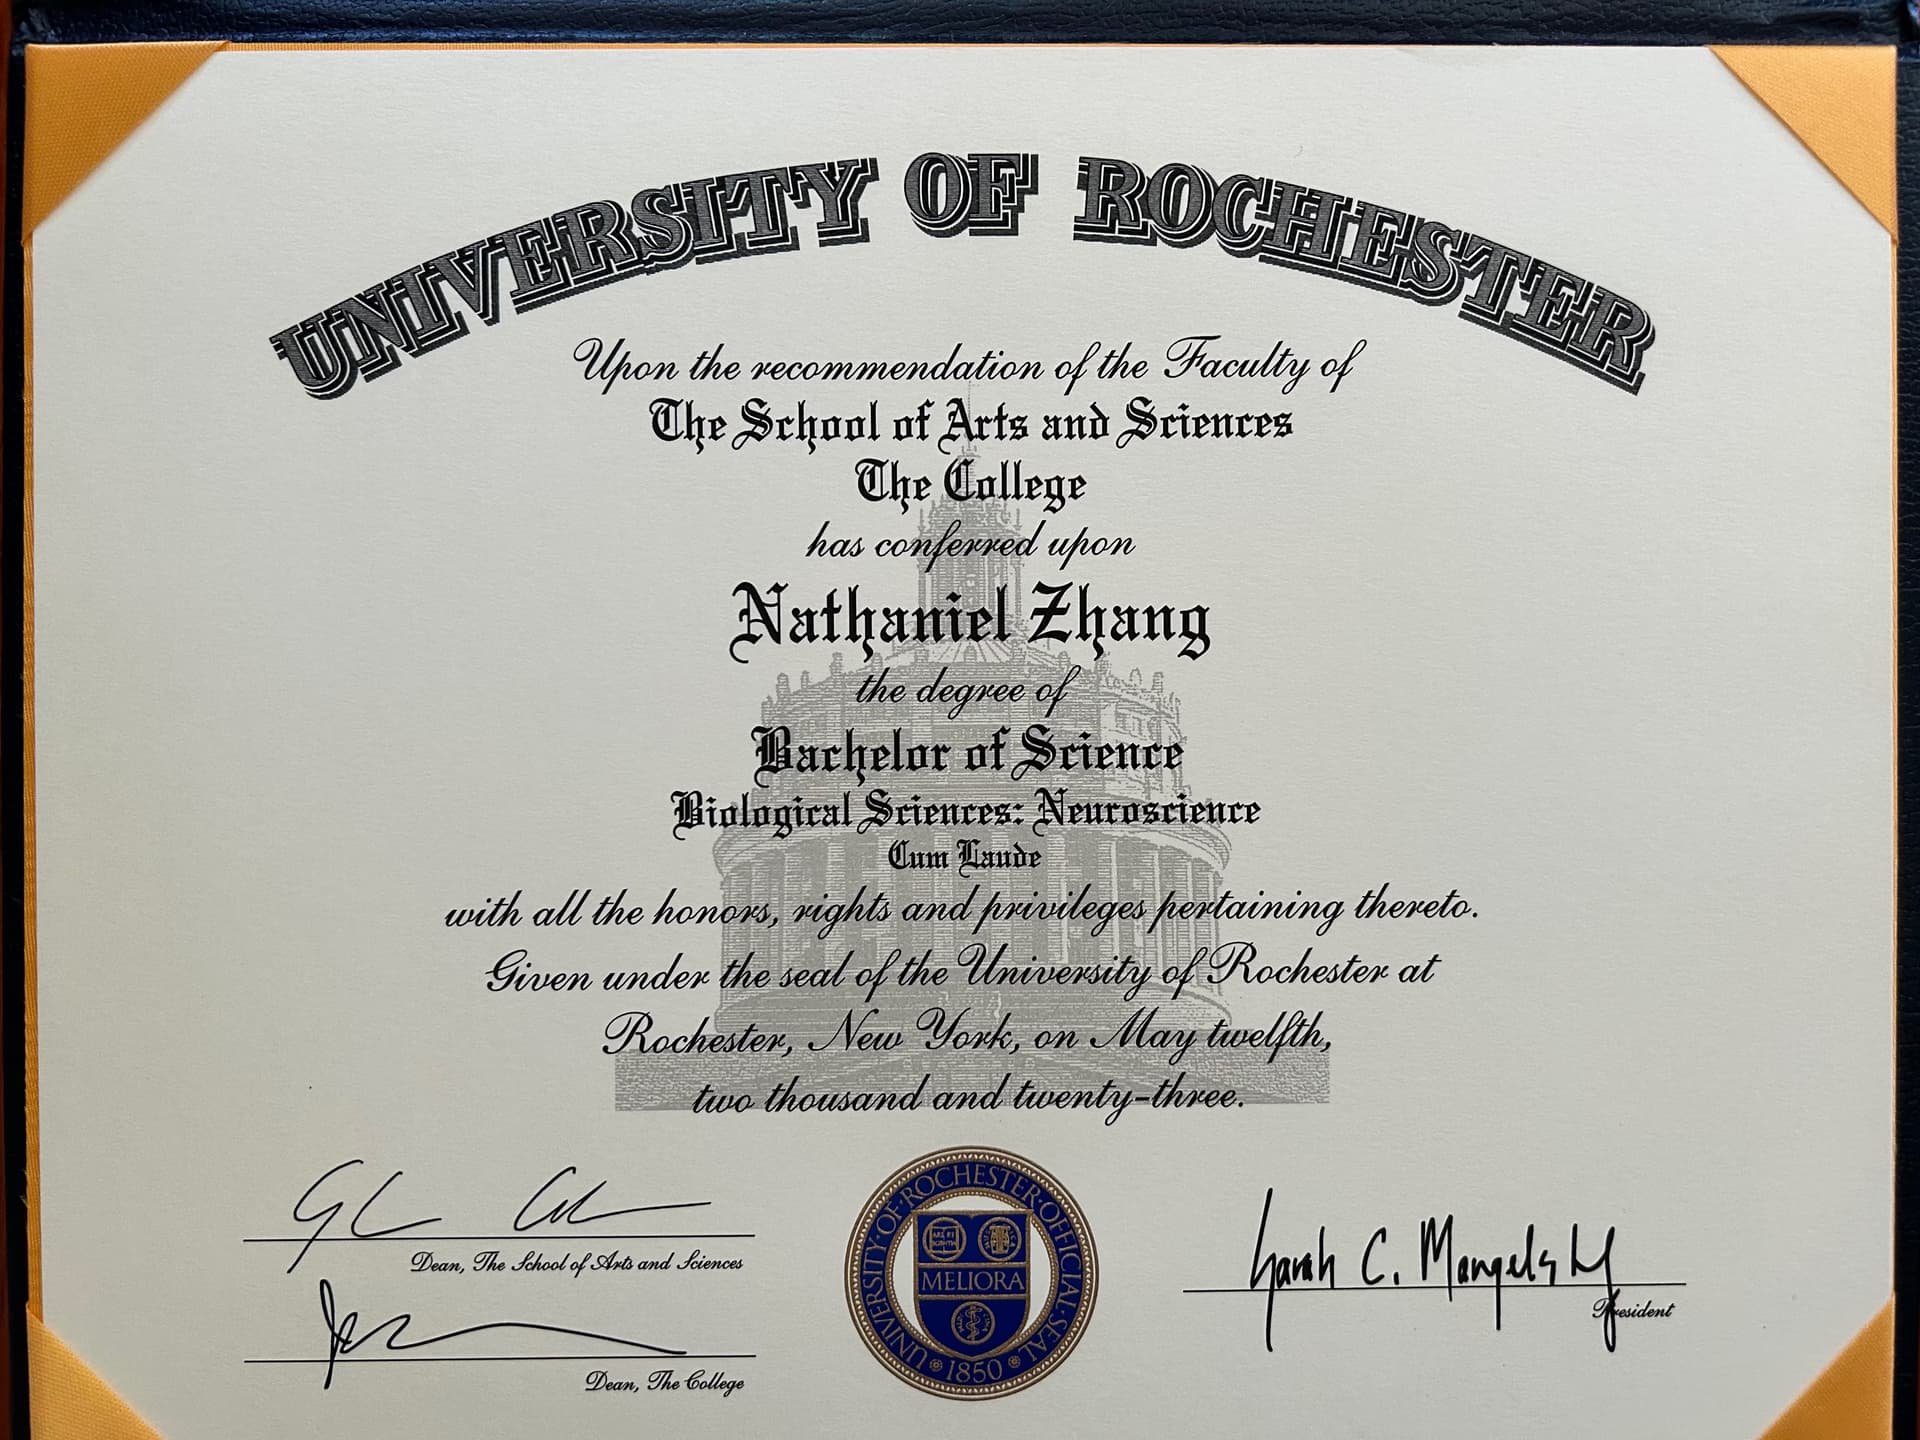 UNIVERSITY OF ROCHESTER
Upon the recommendation of the Faculty of
The School of Arts and Sciences
The College
has conferred upon
Nathaniel Zhang
the degree of
Bachelor of Science
Biological Sciences: Neuroscience
Cum Laude
with all the honors, rights and privileges pertaining thereto.
Given under the seal of the University of Rochester at
Rochester, New York, on May twelfth,
two thousand and twenty-three.
Dean, The School of Arts and Sciences
Dean, The College
UNIVERSITY · OF · ROCHESTER · OFFICIAL · SEAL
MELIORA
1850
Sarah C. Mangelsdorf
President